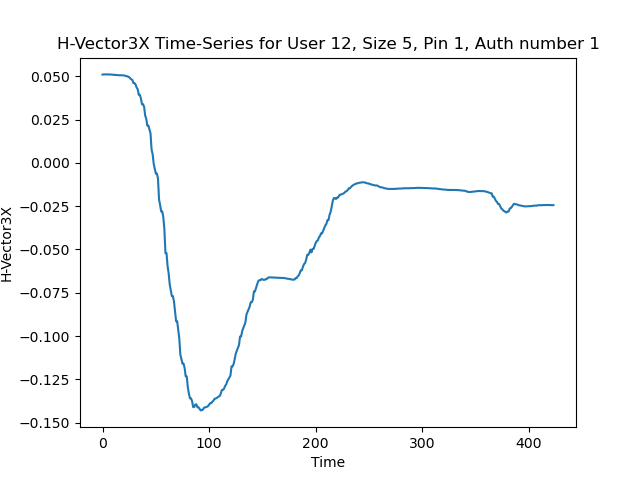 H-Vector3X Time-Series for User 12, Size 5, Pin 1, Auth number 1
H-Vector3X
0.050
0.025
0.000
−0.025
−0.050
−0.075
−0.100
−0.125
−0.150
0 100 200 300 400
Time